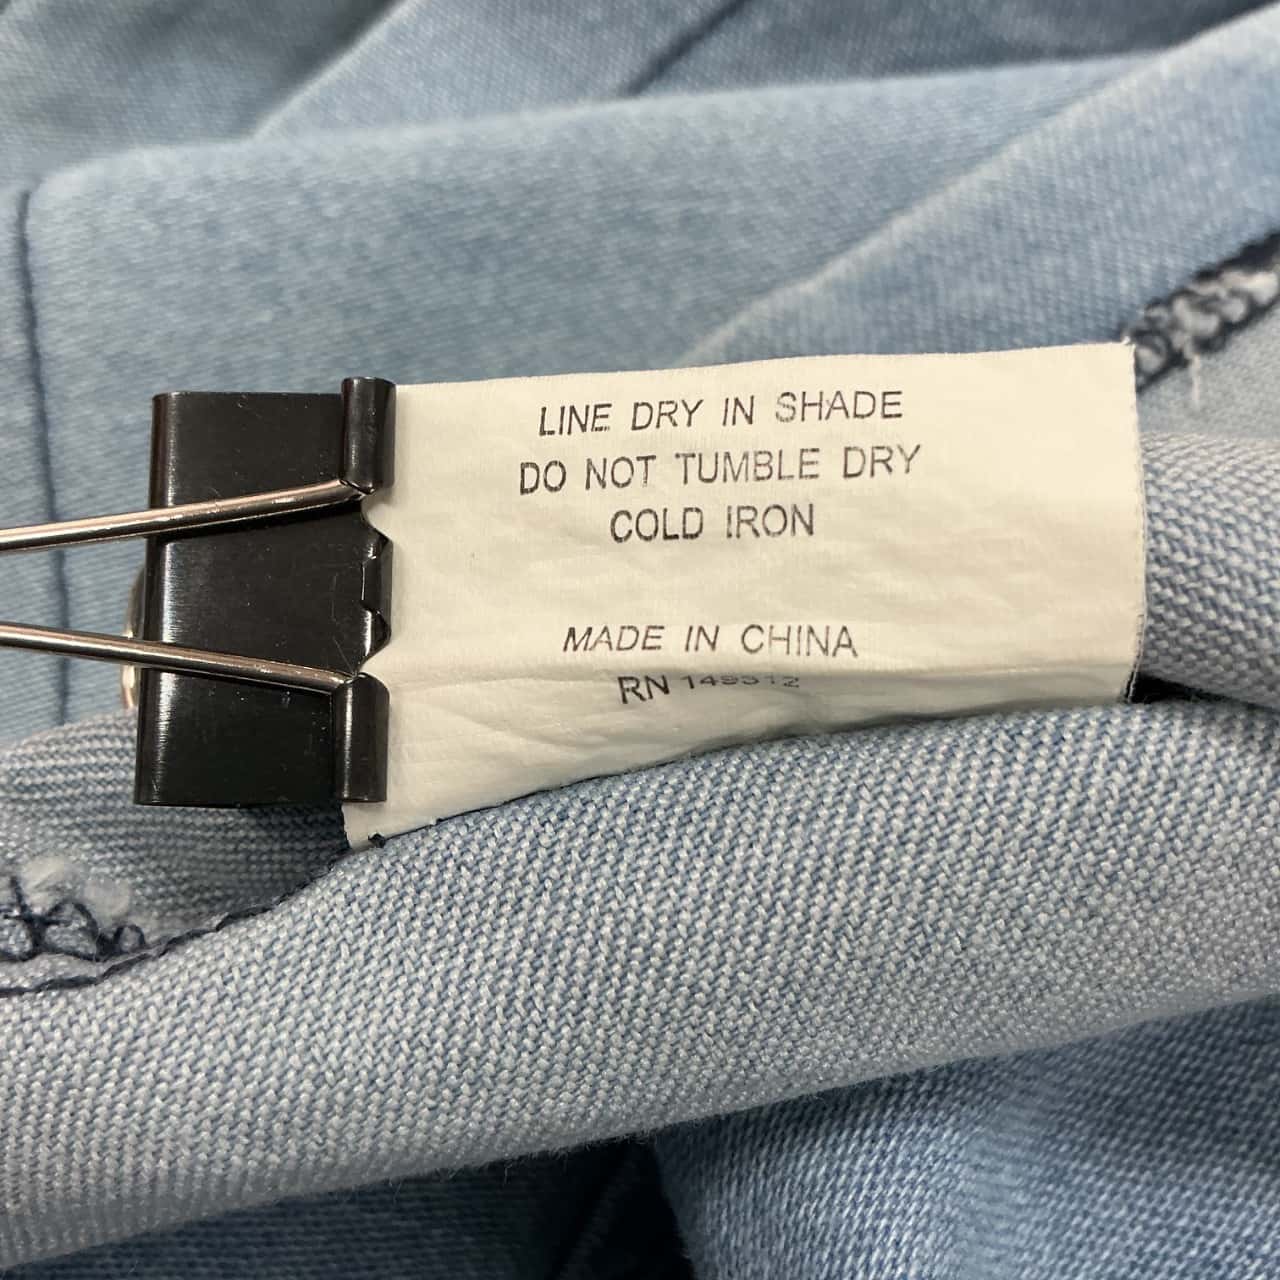 LINE DRY IN SHADE
DO NOT TUMBLE DRY
COLD IRON
MADE IN CHINA
RN